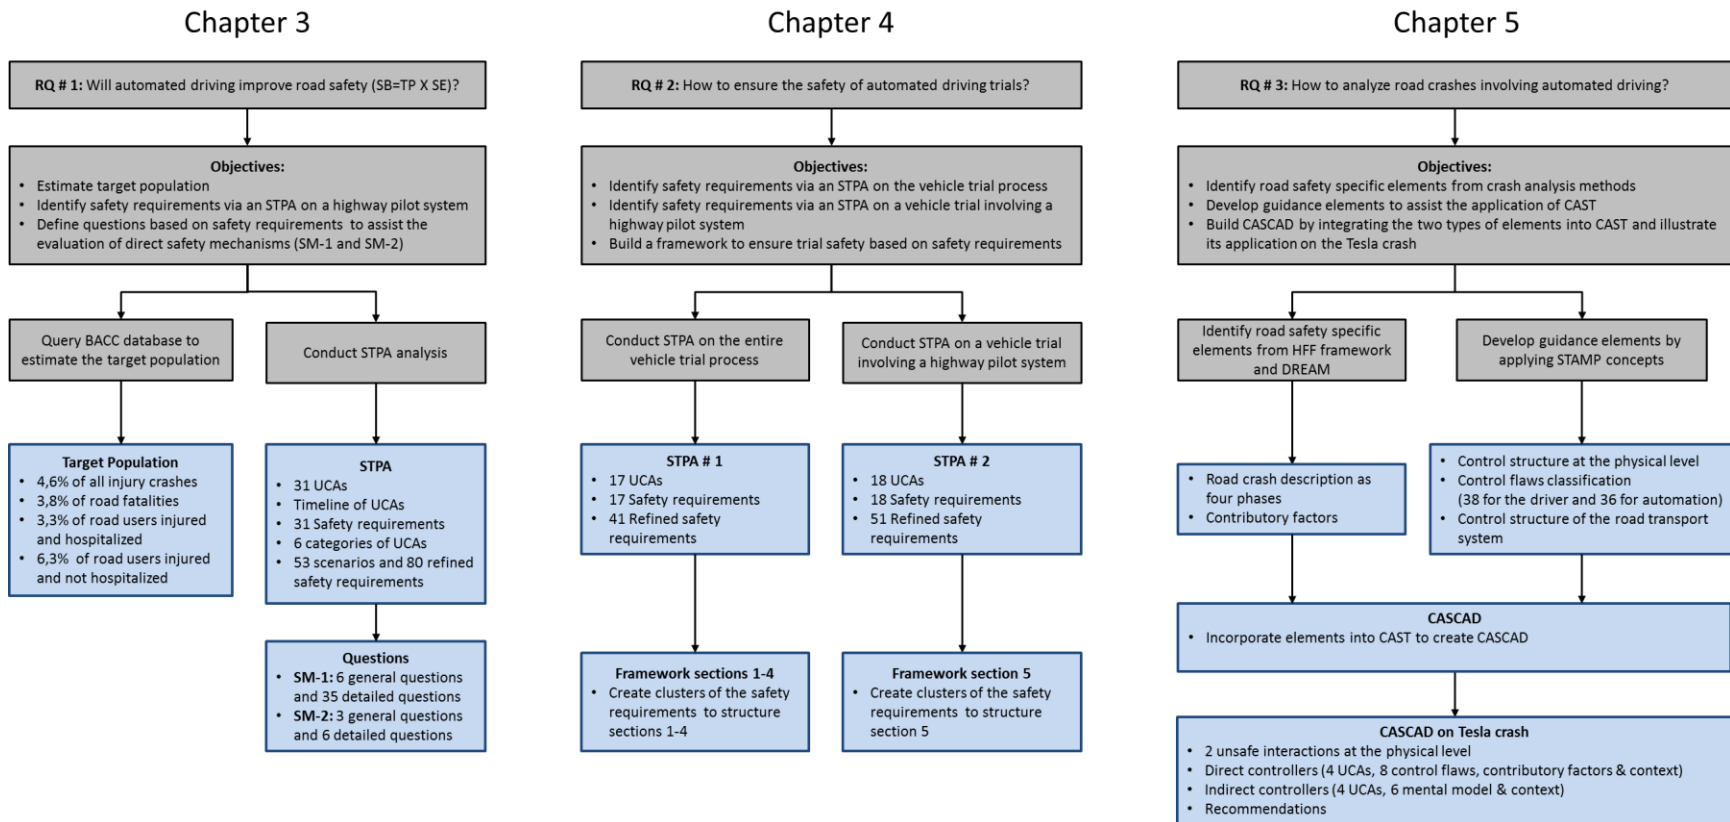 Chapter 3
RQ # 1: Will automated driving improve road safety (SB=TP X SE)?
Objectives:
• Estimate target population
• Identify safety requirements via an STPA on a highway pilot system
• Define questions based on safety requirements to assist the
evaluation of direct safety mechanisms (SM-1 and SM-2)
Query BACC database to
estimate the target population
Conduct STPA analysis
Target Population
• 4,6% of all injury crashes
• 3,8% of road fatalities
• 3,3% of road users injured
and hospitalized
• 6,3% of road users injured
and not hospitalized
STPA
• 31 UCAs
• Timeline of UCAs
• 31 Safety requirements
• 6 categories of UCAs
• 53 scenarios and 80 refined
safety requirements
Questions
• SM-1: 6 general questions
and 35 detailed questions
• SM-2: 3 general questions
and 6 detailed questions
Chapter 4
RQ # 2: How to ensure the safety of automated driving trials?
Objectives:
• Identify safety requirements via an STPA on the vehicle trial process
• Identify safety requirements via an STPA on a vehicle trial involving a
highway pilot system
• Build a framework to ensure trial safety based on safety requirements
Conduct STPA on the entire
vehicle trial process
Conduct STPA on a vehicle trial
involving a highway pilot system
STPA # 1
• 17 UCAs
• 17 Safety requirements
• 41 Refined safety
requirements
STPA # 2
• 18 UCAs
• 18 Safety requirements
• 51 Refined safety
requirements
Framework sections 1-4
• Create clusters of the safety
requirements to structure
sections 1-4
Framework section 5
• Create clusters of the safety
requirements to structure
section 5
Chapter 5
RQ # 3: How to analyze road crashes involving automated driving?
Objectives:
• Identify road safety specific elements from crash analysis methods
• Develop guidance elements to assist the application of CAST
• Build CASCAD by integrating the two types of elements into CAST and illustrate
its application on the Tesla crash
Identify road safety specific
elements from HFF framework
and DREAM
Develop guidance elements by
applying STAMP concepts
• Road crash description as
four phases
• Contributory factors
• Control structure at the physical level
• Control flaws classification
(38 for the driver and 36 for automation)
• Control structure of the road transport
system
CASCAD
• Incorporate elements into CAST to create CASCAD
CASCAD on Tesla crash
• 2 unsafe interactions at the physical level
• Direct controllers (4 UCAs, 8 control flaws, contributory factors & context)
• Indirect controllers (4 UCAs, 6 mental model & context)
• Recommendations